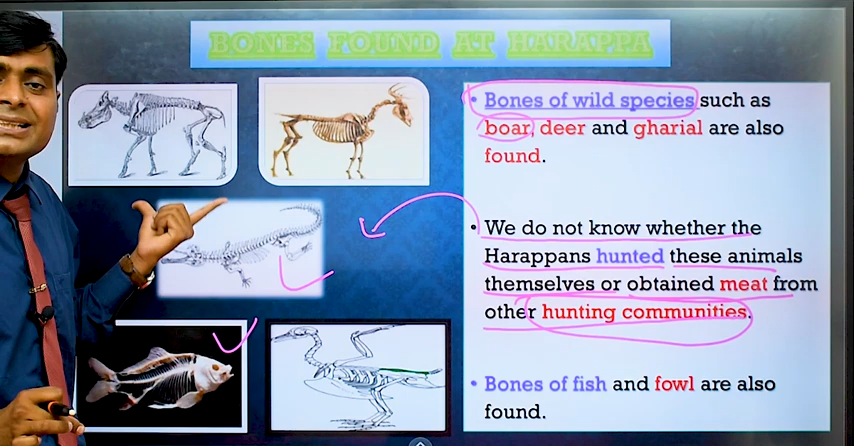 BONES FOUND AT HARAPPA
• Bones of wild species such as
boar, deer and gharial are also
found.
• We do not know whether the
Harappans hunted these animals
themselves or obtained meat from
other hunting communities.
• Bones of fish and fowl are also
found.